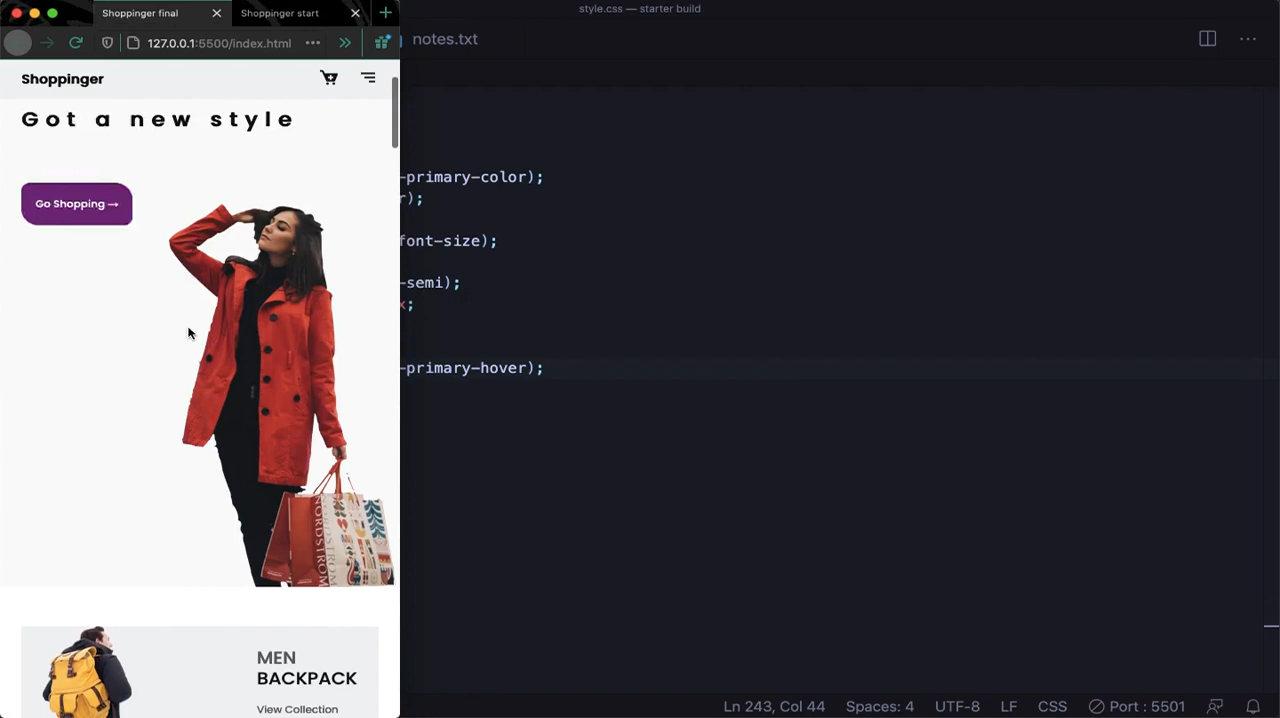 Shoppinger final
Shoppinger start
style.css — starter build
127.0.0.1:5500/index.html
notes.txt
Shoppinger
Got a new style
Go Shopping →
-primary-color);
r);
font-size);
-semi);
x;
-primary-hover);
NORDSTROM
NORDSTROM
MEN
BACKPACK
View Collection
Ln 243, Col 44
Spaces: 4
UTF-8
LF
CSS
Port : 5501